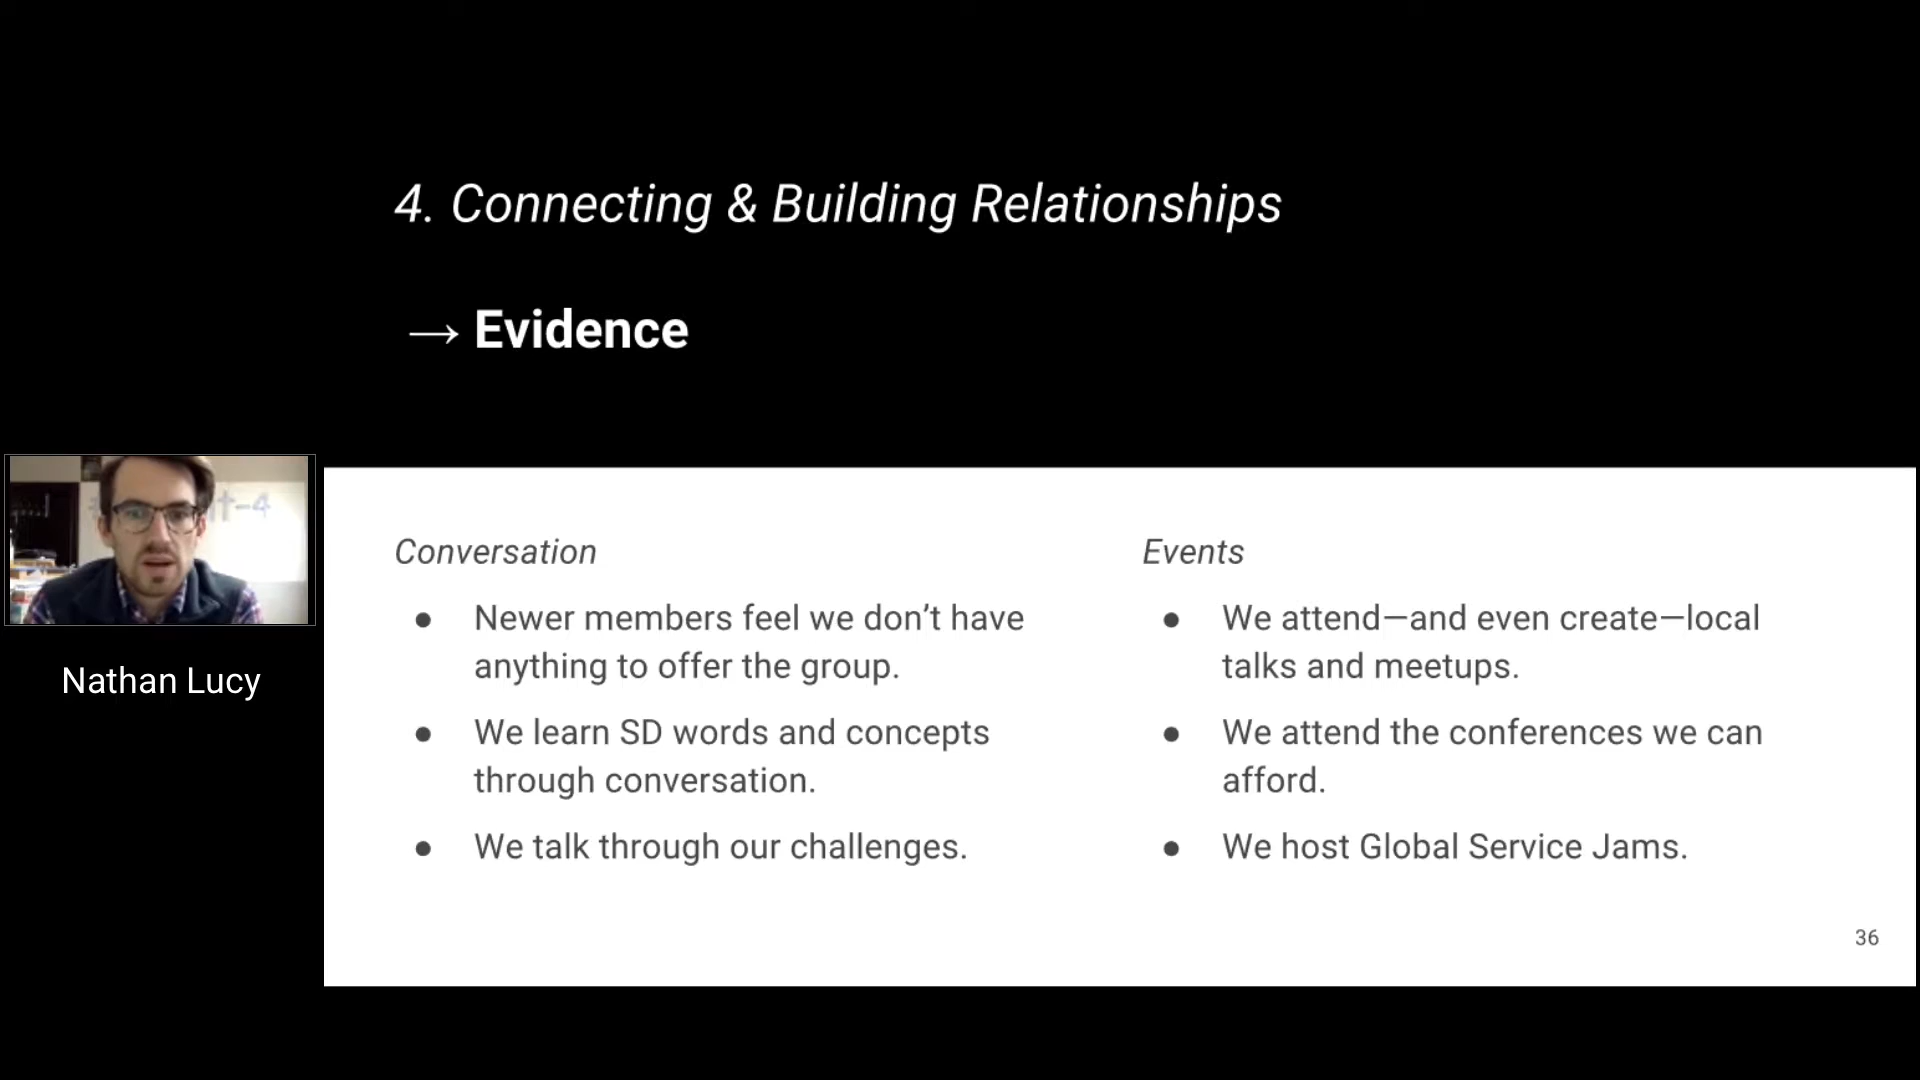 4. Connecting & Building Relationships
→ Evidence
Nathan Lucy
Conversation
● Newer members feel we don’t have
anything to offer the group.
● We learn SD words and concepts
through conversation.
● We talk through our challenges.
Events
● We attend—and even create—local
talks and meetups.
● We attend the conferences we can
afford.
● We host Global Service Jams.
36